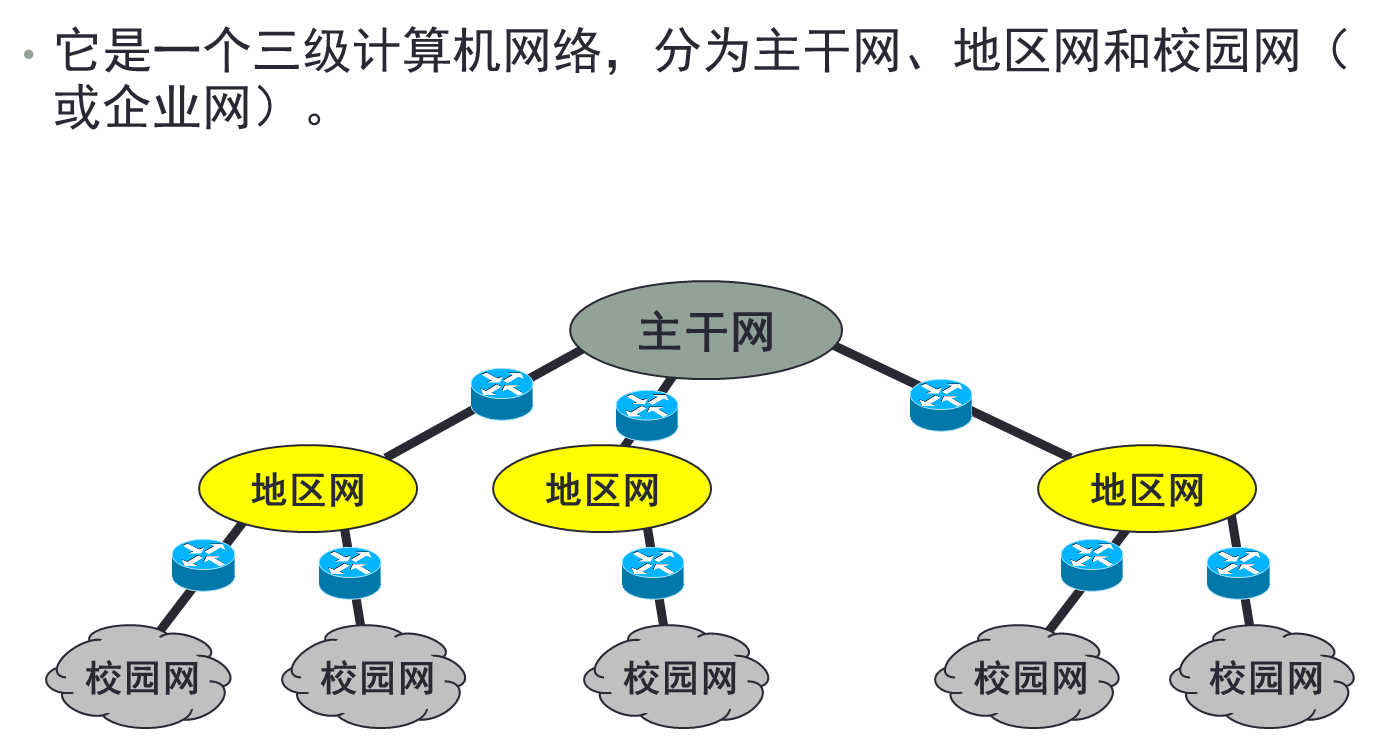 • 它是一个三级计算机网络，分为主干网、地区网和校园网（
或企业网）。
主干网
地区网 地区网 地区网
校园网 校园网 校园网 校园网 校园网